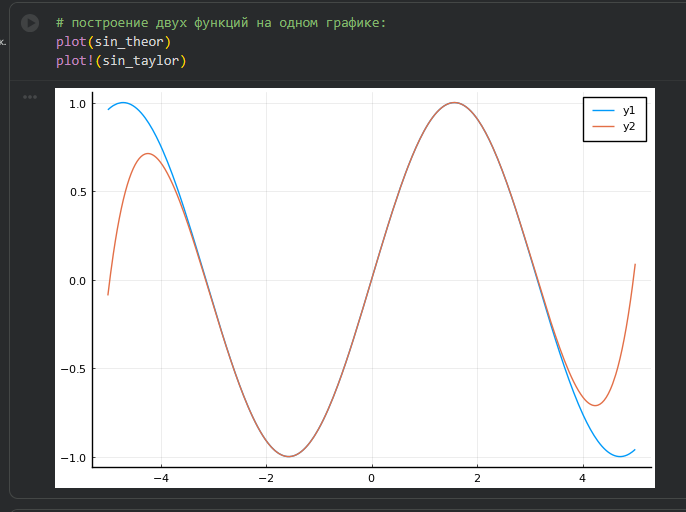 # построение двух функций на одном графике:
plot(sin_theor)
plot!(sin_taylor)
к.
1.0
0.5
0.0
−0.5
−1.0
−4
−2
0
2
4
y1
y2